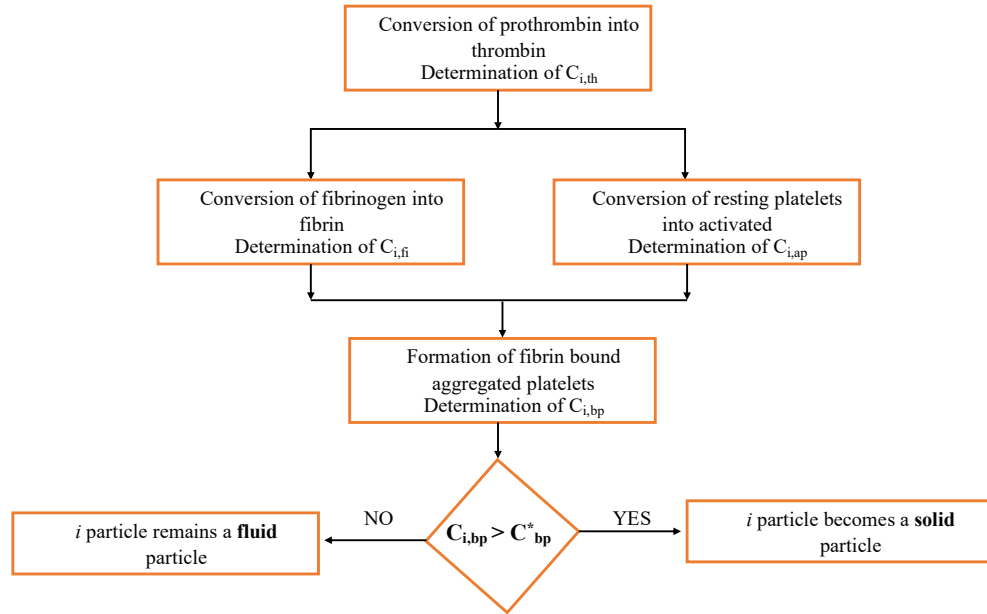 Conversion of prothrombin into
thrombin
Determination of C_i,th
Conversion of fibrinogen into
fibrin
Determination of C_i,fi
Conversion of resting platelets
into activated
Determination of C_i,ap
Formation of fibrin bound
aggregated platelets
Determination of C_i,bp
NO
C_i,bp > C*_bp
YES
i particle remains a fluid
particle
i particle becomes a solid
particle